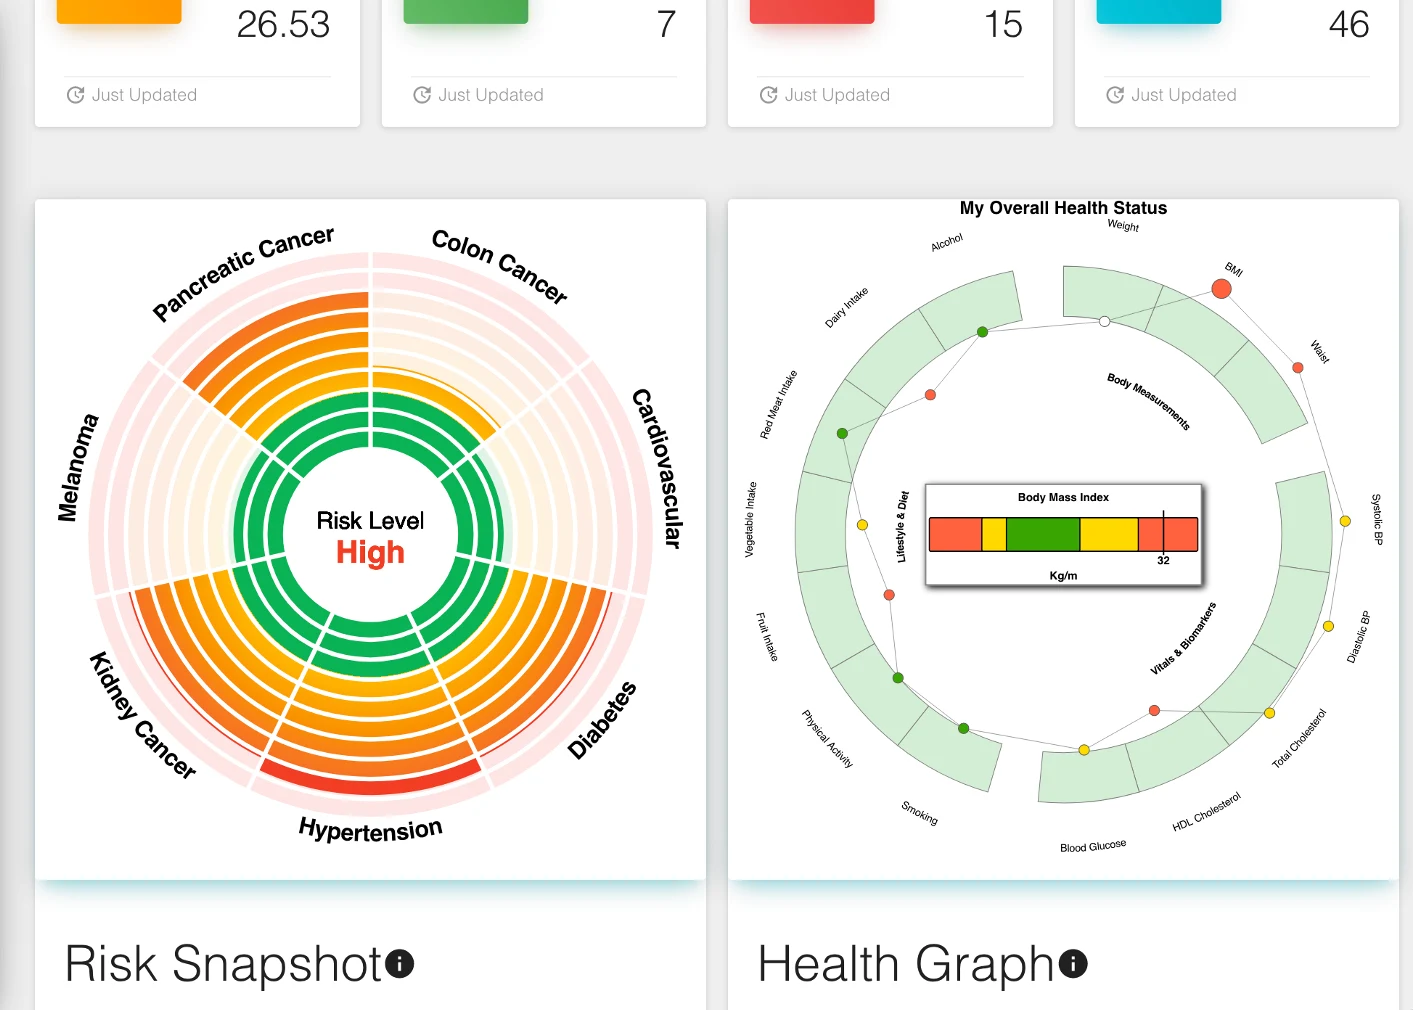 26.53
7
15
46
Just Updated
Just Updated
Just Updated
Just Updated
Pancreatic Cancer
Colon Cancer
Cardiovascular
Diabetes
Hypertension
Kidney Cancer
Melanoma
Risk Level
High
My Overall Health Status
Weight
BMI
Waist
Systolic BP
Diastolic BP
Total Cholesterol
HDL Cholesterol
Blood Glucose
Smoking
Physical Activity
Fruit Intake
Vegetable Intake
Red Meat Intake
Dairy Intake
Alcohol
Body Measurements
Vitals & Biomarkers
Lifestyle & Diet
Body Mass Index
32
Kg/m
Risk Snapshot
Health Graph